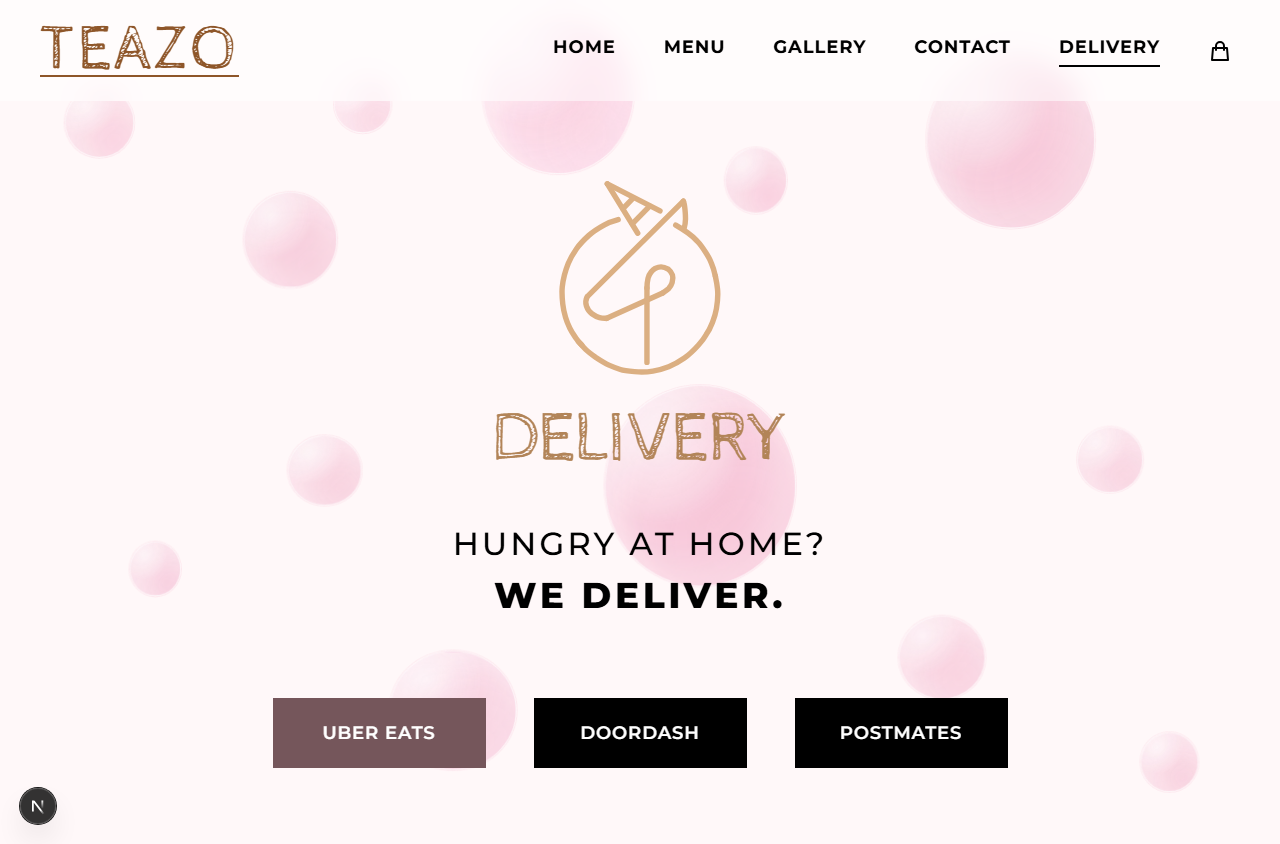 TEAZO
HOME MENU GALLERY CONTACT DELIVERY
DELIVERY
HUNGRY AT HOME?
WE DELIVER.
UBER EATS DOORDASH POSTMATES
N